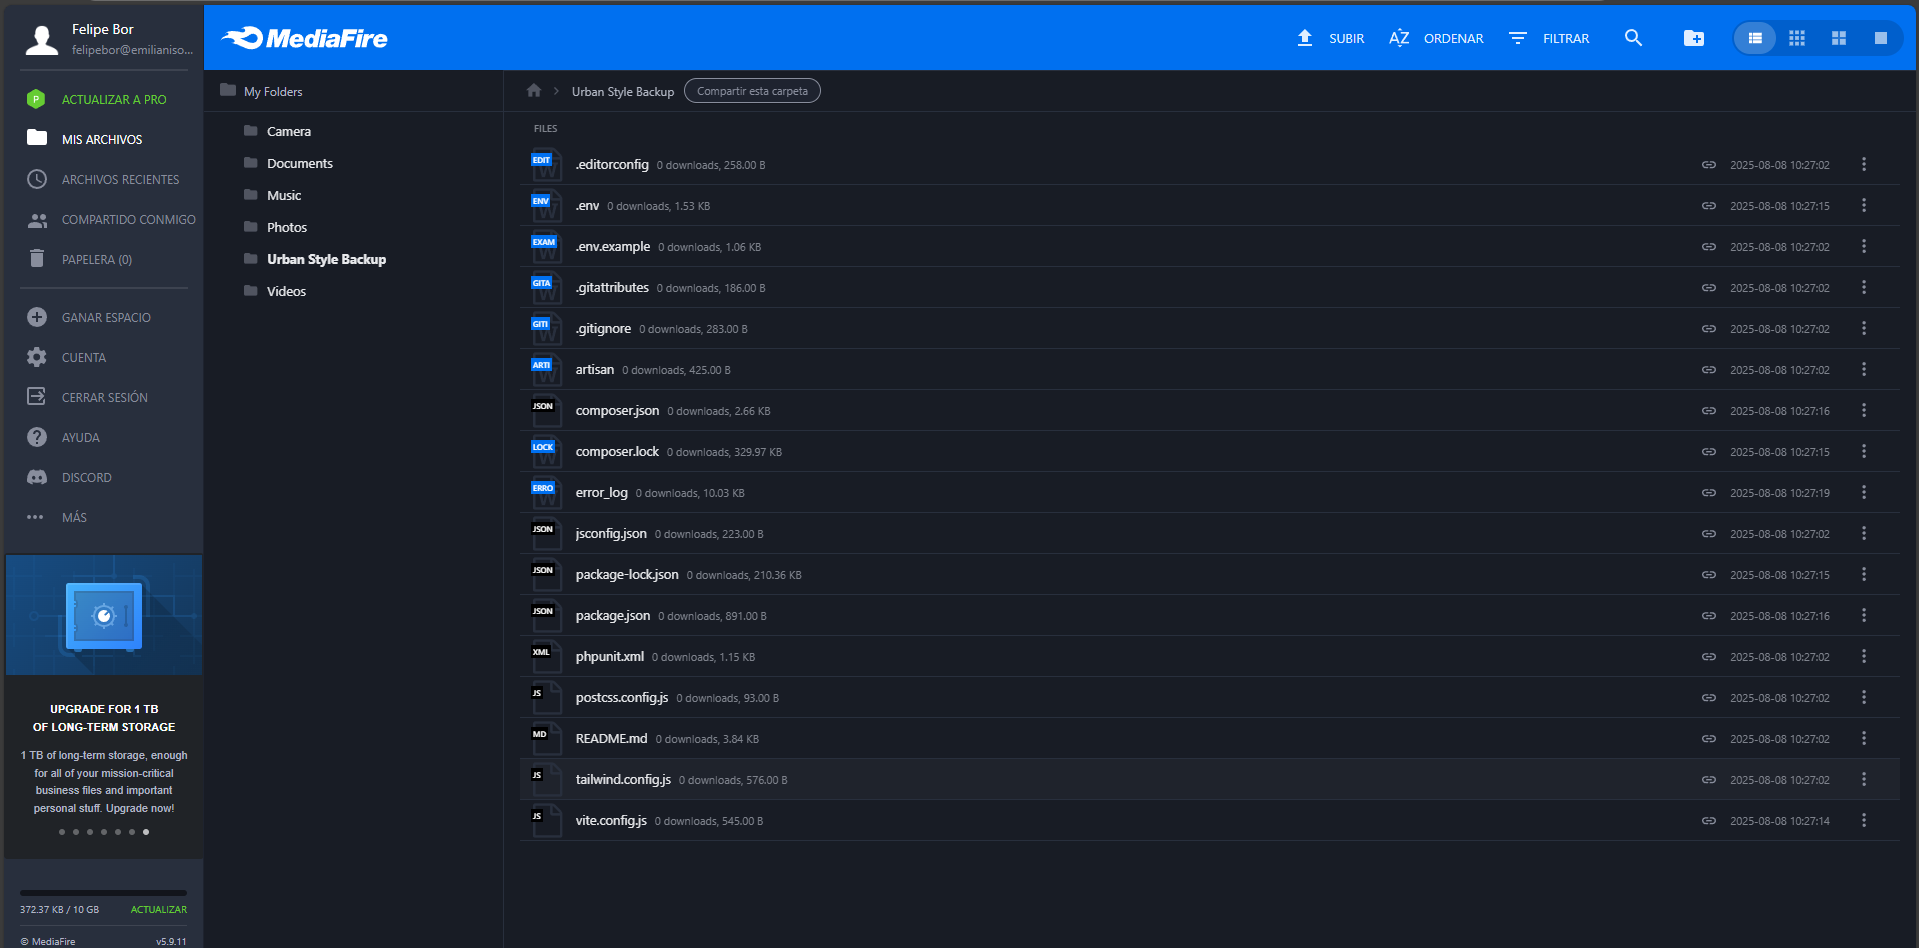 Felipe Bor
felipebor@emilianiso...
ACTUALIZAR A PRO
MIS ARCHIVOS
ARCHIVOS RECIENTES
COMPARTIDO CONMIGO
PAPELERA (0)
GANAR ESPACIO
CUENTA
CERRAR SESIÓN
AYUDA
DISCORD
MÁS
UPGRADE FOR 1 TB
OF LONG-TERM STORAGE
1 TB of long-term storage, enough
for all of your mission-critical
business files and important
personal stuff. Upgrade now!
372.37 KB / 10 GB ACTUALIZAR
© MediaFire v5.9.11
MediaFire
SUBIR AZ ORDENAR FILTRAR
My Folders
Camera
Documents
Music
Photos
Urban Style Backup
Videos
Urban Style Backup Compartir esta carpeta
FILES
EDIT .editorconfig 0 downloads, 258.00 B 2025-08-08 10:27:02
ENV .env 0 downloads, 1.53 KB 2025-08-08 10:27:15
EXAM .env.example 0 downloads, 1.06 KB 2025-08-08 10:27:02
GITA .gitattributes 0 downloads, 186.00 B 2025-08-08 10:27:02
GITI .gitignore 0 downloads, 283.00 B 2025-08-08 10:27:02
ARTI artisan 0 downloads, 425.00 B 2025-08-08 10:27:02
JSON composer.json 0 downloads, 2.66 KB 2025-08-08 10:27:16
LOCK composer.lock 0 downloads, 329.97 KB 2025-08-08 10:27:15
ERRO error_log 0 downloads, 10.03 KB 2025-08-08 10:27:19
JSON jsconfig.json 0 downloads, 223.00 B 2025-08-08 10:27:02
JSON package-lock.json 0 downloads, 210.36 KB 2025-08-08 10:27:15
JSON package.json 0 downloads, 891.00 B 2025-08-08 10:27:16
XML phpunit.xml 0 downloads, 1.15 KB 2025-08-08 10:27:02
JS postcss.config.js 0 downloads, 93.00 B 2025-08-08 10:27:02
MD README.md 0 downloads, 3.84 KB 2025-08-08 10:27:02
JS tailwind.config.js 0 downloads, 576.00 B 2025-08-08 10:27:02
JS vite.config.js 0 downloads, 545.00 B 2025-08-08 10:27:14